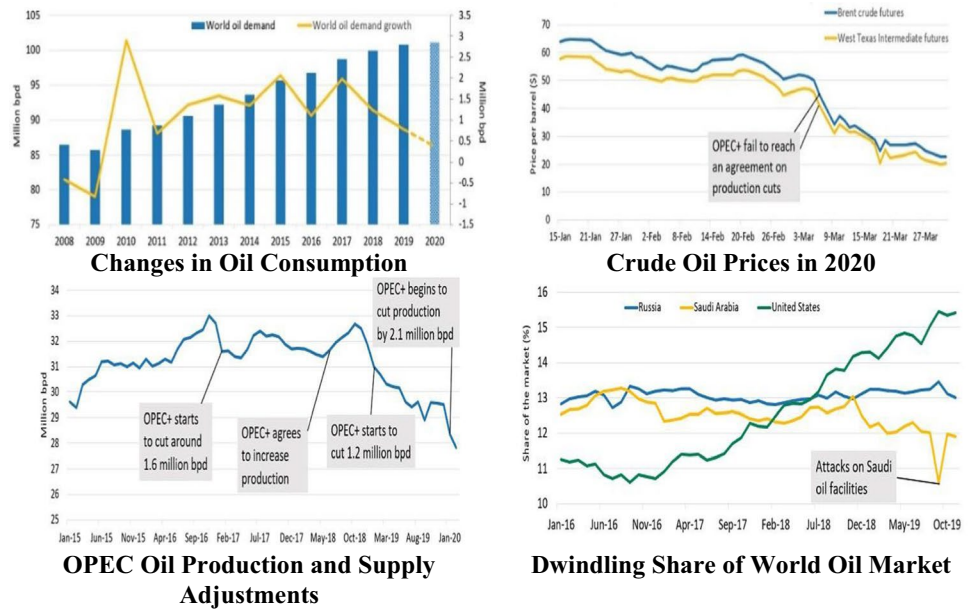 World oil demand
World oil demand growth
105
100
95
90
85
80
75
Million bpd
3.5
3
2.5
2
1.5
1
0.5
0
-0.5
-1
-1.5
Million bpd
2008 2009 2010 2011 2012 2013 2014 2015 2016 2017 2018 2019 2020
Changes in Oil Consumption
Brent crude futures
West Texas Intermediate futures
70
60
50
40
30
20
10
0
Price per barrel ($)
OPEC+ fail to reach
an agreement on
production cuts
15-Jan 21-Jan 27-Jan 2-Feb 8-Feb 14-Feb 20-Feb 26-Feb 3-Mar 9-Mar 15-Mar 21-Mar 27-Mar
Crude Oil Prices in 2020
34
33
32
31
30
29
28
27
26
25
Million bpd
OPEC+ begins to
cut production
by 2.1 million bpd
OPEC+ starts
to cut around
1.6 million bpd
OPEC+ agrees
to increase
production
OPEC+ starts to
cut 1.2 million bpd
Jan-15 Jun-15 Nov-15 Apr-16 Sep-16 Feb-17 Jul-17 Dec-17 May-18 Oct-18 Mar-19 Aug-19 Jan-20
OPEC Oil Production and Supply
Adjustments
Russia Saudi Arabia United States
16
15
14
13
12
11
10
Share of the market (%)
Attacks on Saudi
oil facilities
Jan-16 Jun-16 Nov-16 Apr-17 Sep-17 Feb-18 Jul-18 Dec-18 May-19 Oct-19
Dwindling Share of World Oil Market